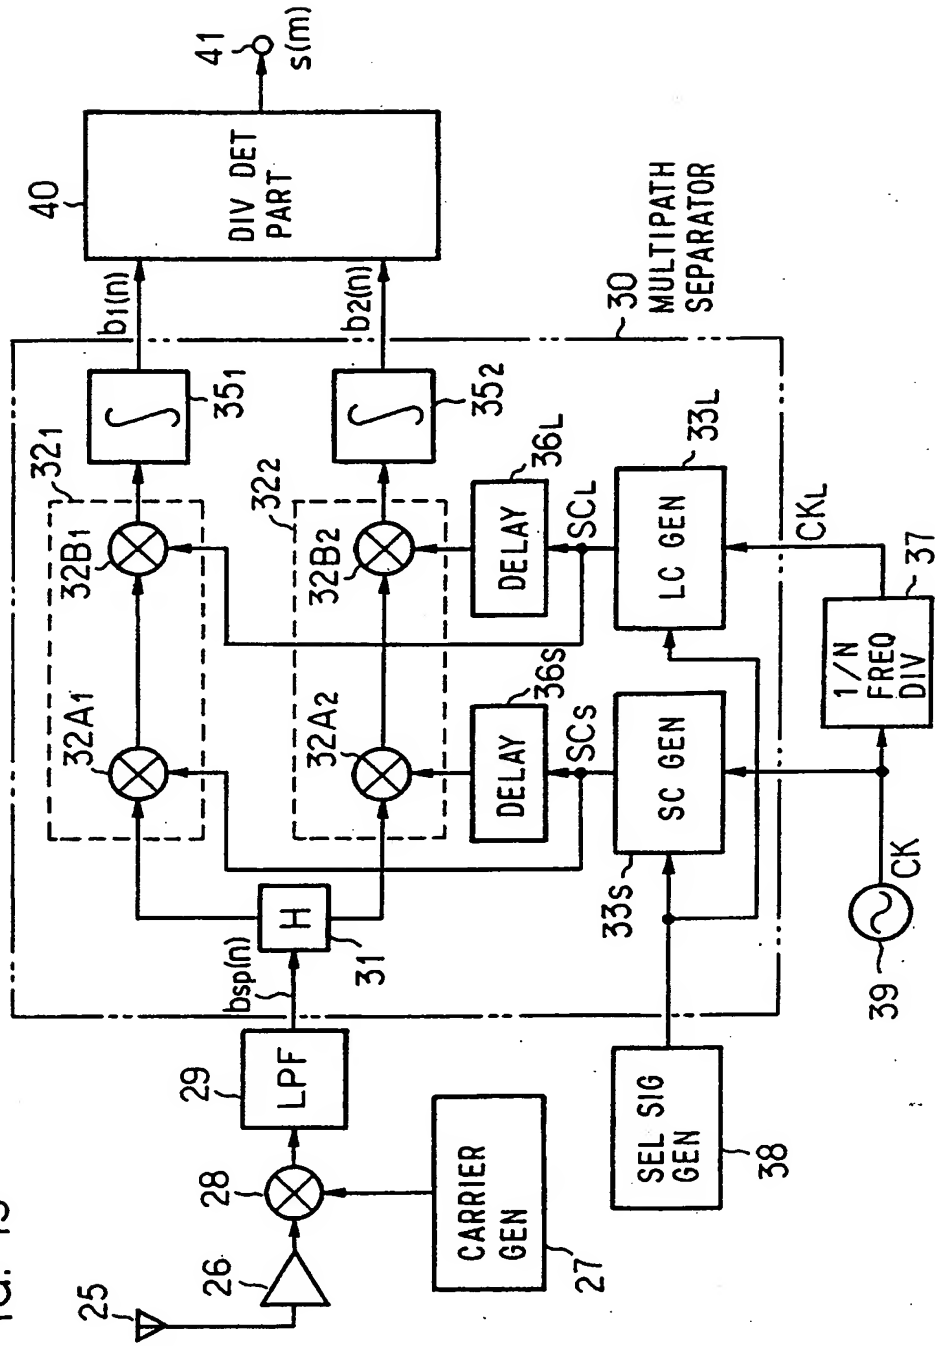 25
26
27
CARRIER
GEN
28
29
LPF
bsp(n)
31
H
32A1
32B1
321
351
∫
b1(n)
32A2
32B2
322
352
∫
b2(n)
40
DIV DET
PART
41
s(m)
DELAY
36S
SCS
DELAY
36L
SCL
33S
SC GEN
LC GEN
33L
30
MULTIPATH
SEPARATOR
SEL SIG
GEN
38
39
CK
1/N
FREQ
DIV
37
CKL